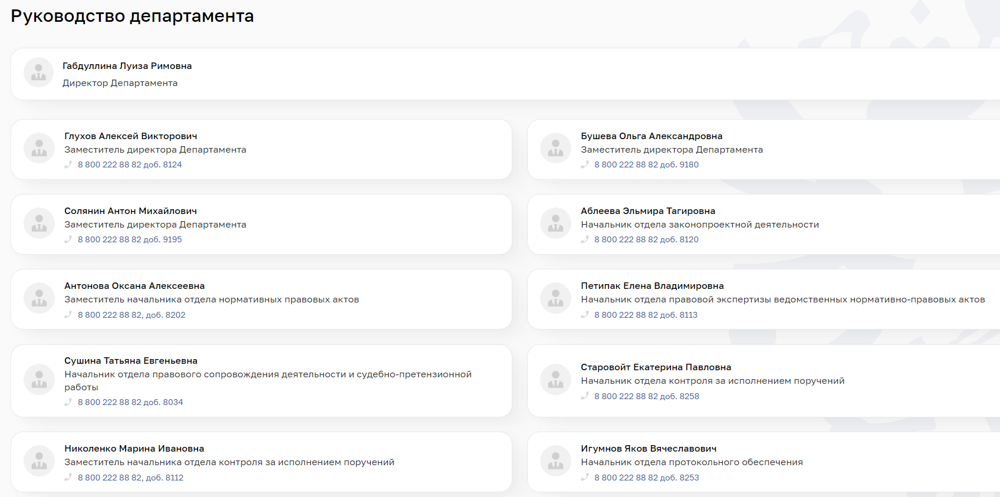 Руководство департамента
Габдуллина Луиза Римовна
Директор Департамента
Глухов Алексей Викторович
Заместитель директора Департамента
8 800 222 88 82 доб. 8124
Бушева Ольга Александровна
Заместитель директора Департамента
8 800 222 88 82 доб. 9180
Солянин Антон Михайлович
Заместитель директора Департамента
8 800 222 88 82 доб. 9195
Аблеева Эльмира Тагировна
Начальник отдела законопроектной деятельности
8 800 222 88 82 доб. 8120
Антонова Оксана Алексеевна
Заместитель начальника отдела нормативных правовых актов
8 800 222 88 82, доб. 8202
Петипак Елена Владимировна
Начальник отдела правовой экспертизы ведомственных нормативно-правовых актов
8 800 222 88 82 доб. 8113
Сушина Татьяна Евгеньевна
Начальник отдела правового сопровождения деятельности и судебно-претензионной
работы
8 800 222 88 82 доб. 8034
Старовойт Екатерина Павловна
Начальник отдела контроля за исполнением поручений
8 800 222 88 82 доб. 8258
Николенко Марина Ивановна
Заместитель начальника отдела контроля за исполнением поручений
8 800 222 88 82, доб. 8112
Игумнов Яков Вячеславович
Начальник отдела протокольного обеспечения
8 800 222 88 82 доб. 8253